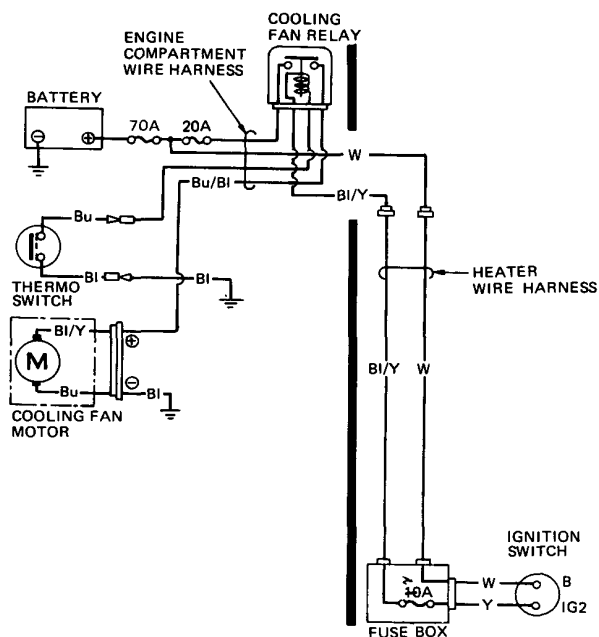 COOLING
FAN RELAY
ENGINE
COMPARTMENT
WIRE HARNESS
BATTERY
70A
20A
W
Bu/Bl
Bl/Y
Bu
THERMO
SWITCH
Bl
Bl
HEATER
WIRE HARNESS
Bl/Y
M
Bu
Bl
COOLING FAN
MOTOR
Bl/Y
W
IGNITION
SWITCH
10A
W
B
Y
IG2
FUSE BOX